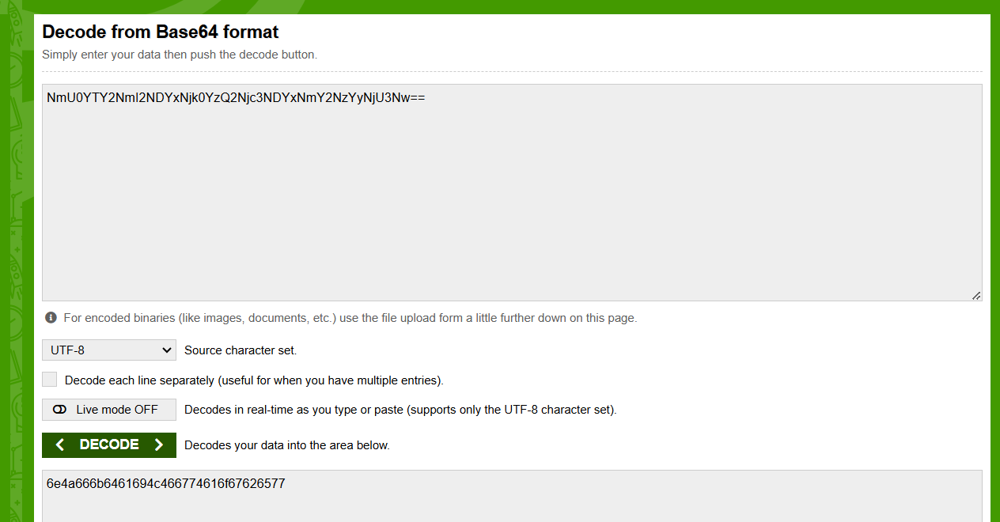 Decode from Base64 format
Simply enter your data then push the decode button.
NmU0YTY2NmI2NDYxNjk0YzQ2Njc3NDYxNmY2NzYyNjU3Nw==
For encoded binaries (like images, documents, etc.) use the file upload form a little further down on this page.
UTF-8 Source character set.
Decode each line separately (useful for when you have multiple entries).
Live mode OFF Decodes in real-time as you type or paste (supports only the UTF-8 character set).
< DECODE > Decodes your data into the area below.
6e4a666b6461694c466774616f67626577